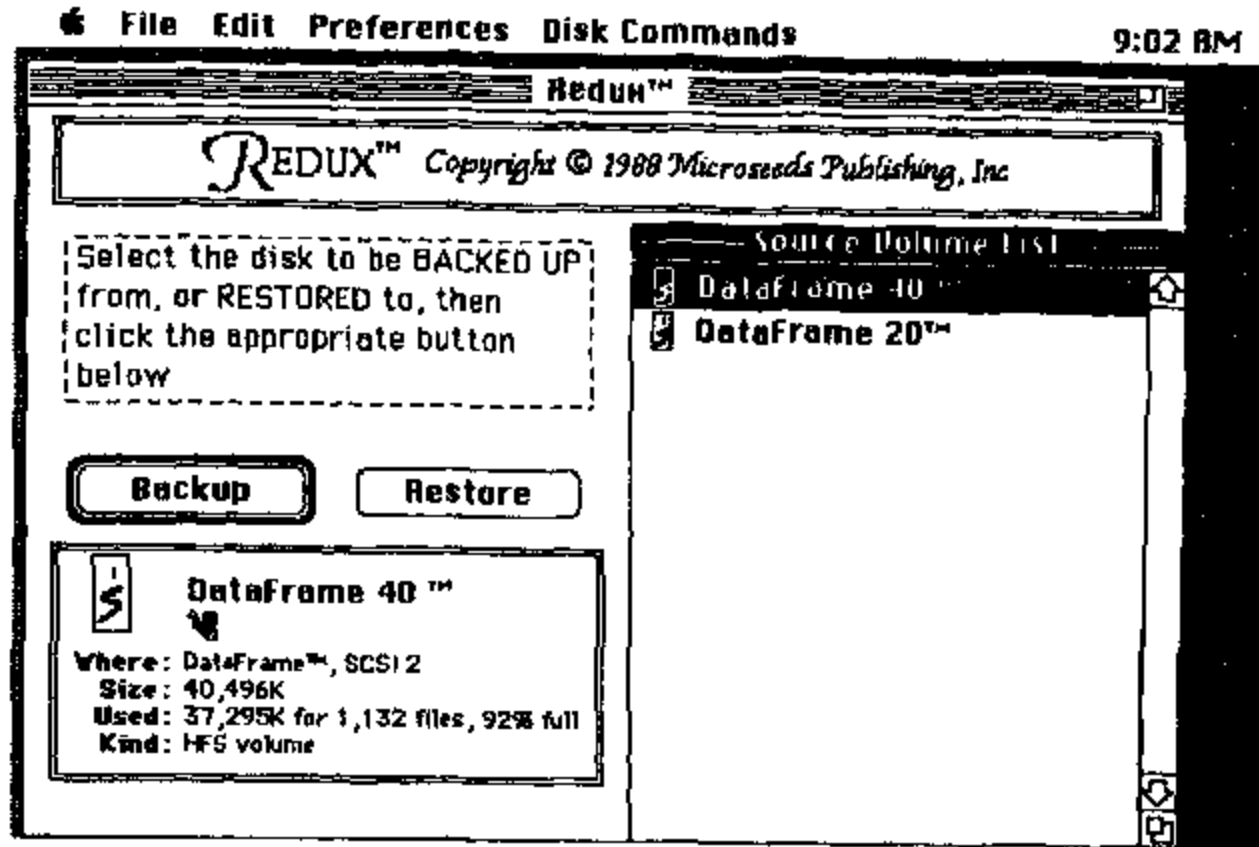 File Edit Preferences Disk Commands 9:02 AM
Redux™
REDUX™ Copyright © 1988 Microseeds Publishing, Inc
Select the disk to be BACKED UP
from, or RESTORED to, then
click the appropriate button
below
Backup
Restore
DataFrame 40 ™
Where: DataFrame™, SCSI 2
Size: 40,496K
Used: 37,295K for 1,132 files, 92% full
Kind: HFS volume
Source Volume List
DataFrame 40 ™
DataFrame 20™